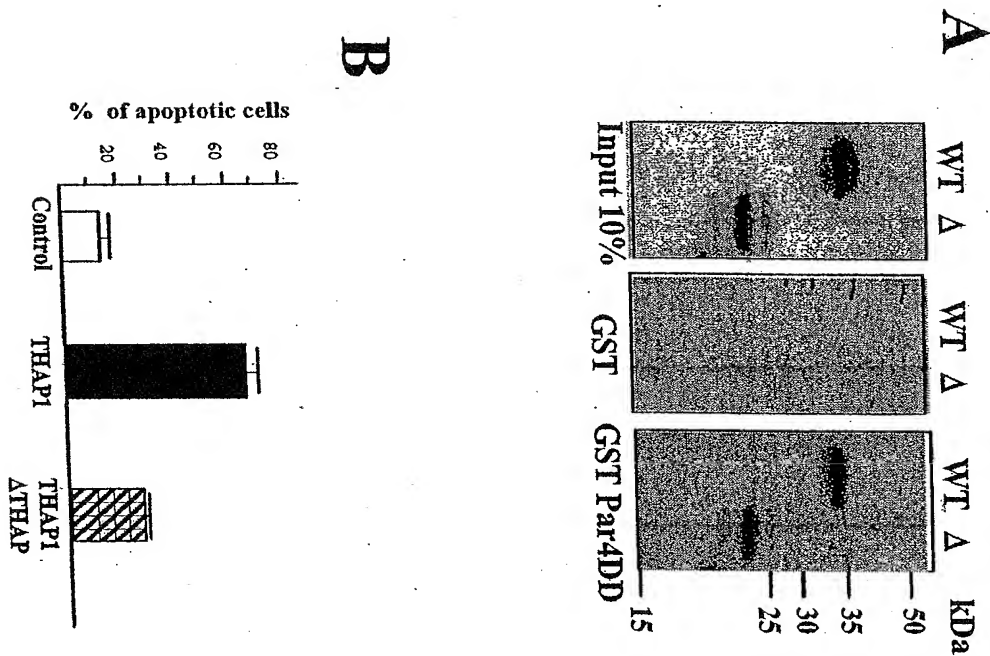 A
WT Δ WT Δ WT Δ kDa
50
35
30
25
15
Input 10% GST GST Par4DD
B
% of apoptotic cells
80
60
40
20
Control THAP1 THAP1
ΔTHAP